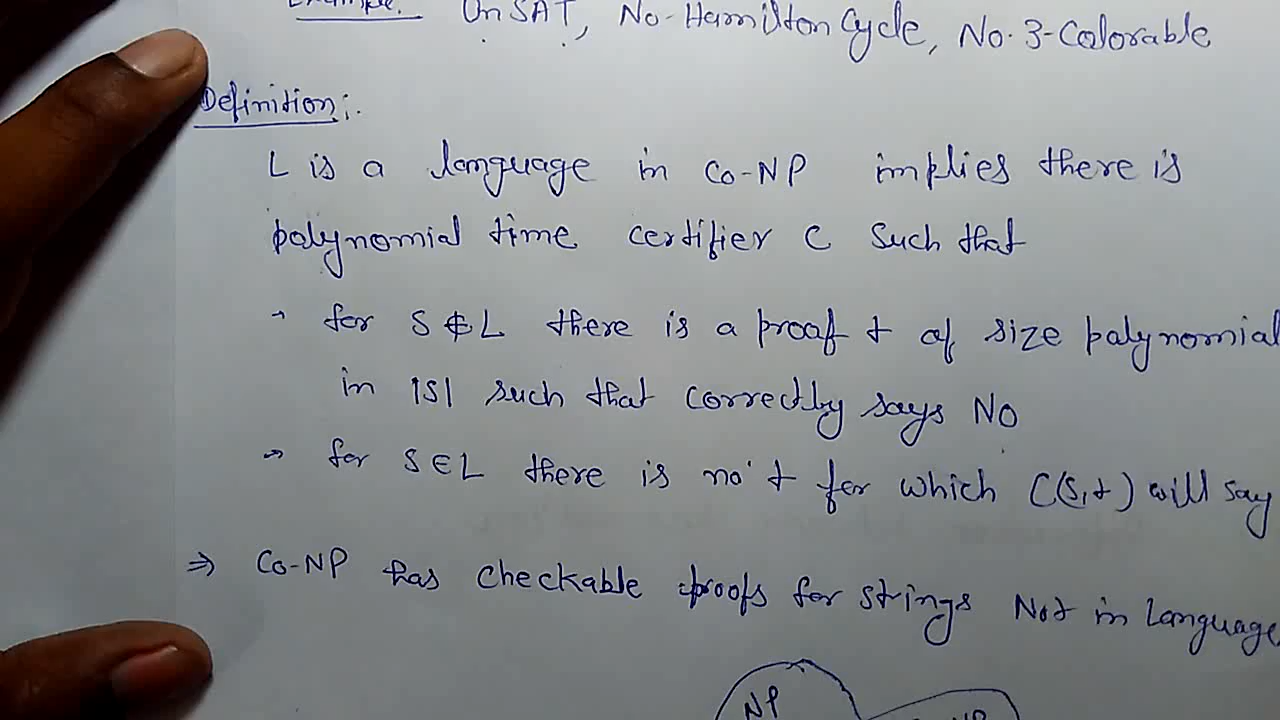 Example: UnSAT, No-HamiltonCycle, No.3-Colorable
Definition:.
L is a language in Co-NP implies there is
polynomial time certifier C such that
→ for S∉L there is a proof t of size polynomial
in |S| such that correctly says NO
→ for S∈L there is no t for which C(S,t) will say
⇒ Co-NP has checkable proofs for strings Not in language
NP